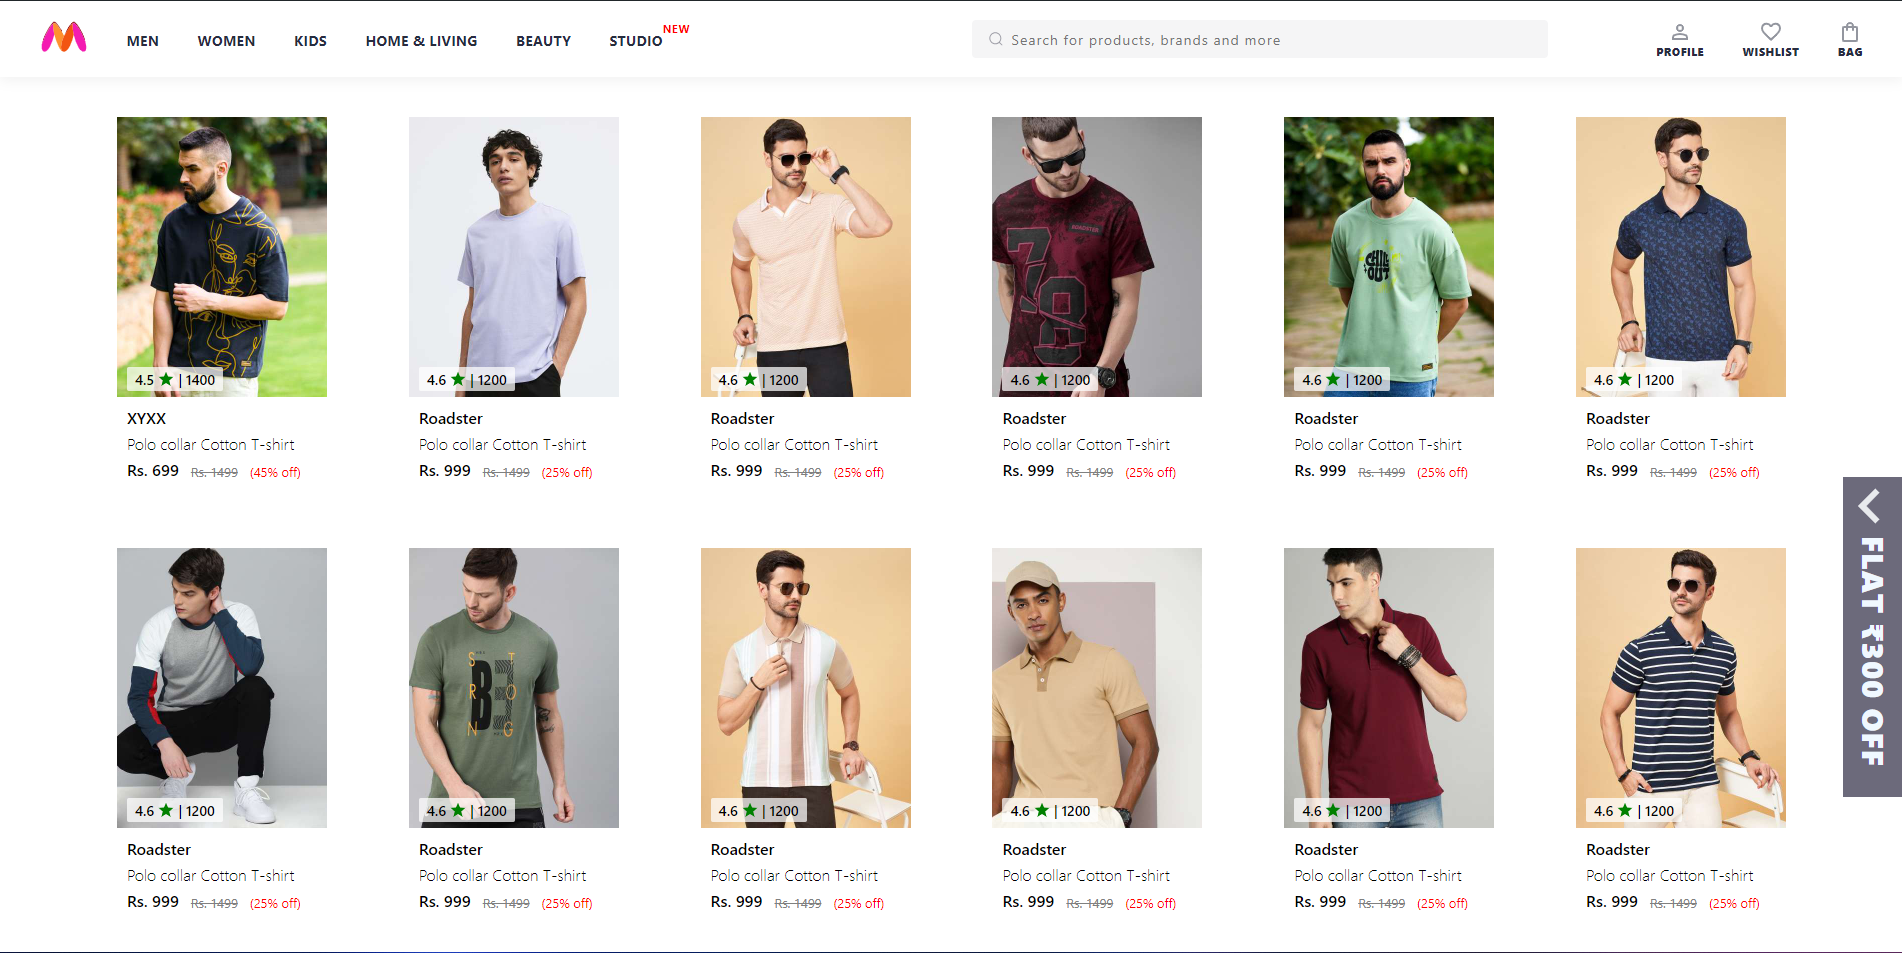 MEN WOMEN KIDS HOME & LIVING BEAUTY STUDIO NEW
Search for products, brands and more
PROFILE WISHLIST BAG
ROADSTER
78
CHILL
OUT
4.5 ★ | 1400
4.6 ★ | 1200
4.6 ★ | 1200
4.6 ★ | 1200
4.6 ★ | 1200
4.6 ★ | 1200
XYXX
Polo collar Cotton T-shirt
Rs. 699 Rs. 1499 (45% off)
Roadster
Polo collar Cotton T-shirt
Rs. 999 Rs. 1499 (25% off)
Roadster
Polo collar Cotton T-shirt
Rs. 999 Rs. 1499 (25% off)
Roadster
Polo collar Cotton T-shirt
Rs. 999 Rs. 1499 (25% off)
Roadster
Polo collar Cotton T-shirt
Rs. 999 Rs. 1499 (25% off)
Roadster
Polo collar Cotton T-shirt
Rs. 999 Rs. 1499 (25% off)
FLAT ₹300 OFF
S T
R O
N G
BE
4.6 ★ | 1200
4.6 ★ | 1200
4.6 ★ | 1200
4.6 ★ | 1200
4.6 ★ | 1200
4.6 ★ | 1200
Roadster
Polo collar Cotton T-shirt
Rs. 999 Rs. 1499 (25% off)
Roadster
Polo collar Cotton T-shirt
Rs. 999 Rs. 1499 (25% off)
Roadster
Polo collar Cotton T-shirt
Rs. 999 Rs. 1499 (25% off)
Roadster
Polo collar Cotton T-shirt
Rs. 999 Rs. 1499 (25% off)
Roadster
Polo collar Cotton T-shirt
Rs. 999 Rs. 1499 (25% off)
Roadster
Polo collar Cotton T-shirt
Rs. 999 Rs. 1499 (25% off)